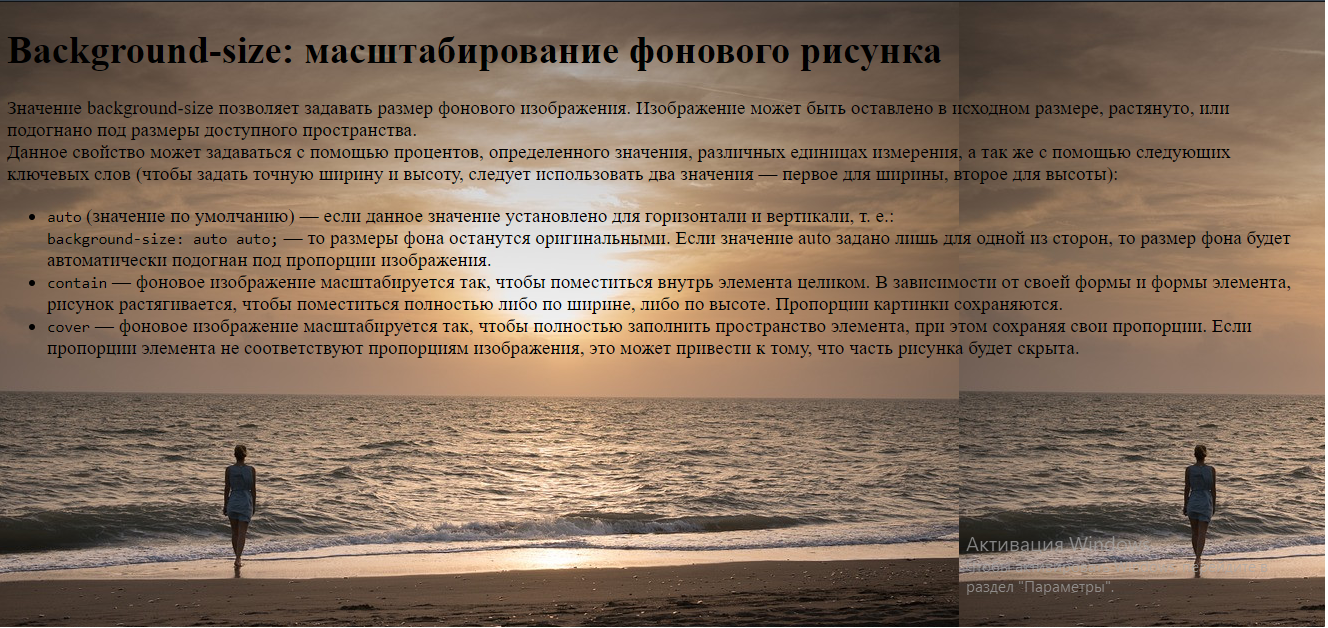 Background-size: масштабирование фонового рисунка
Значение background-size позволяет задавать размер фонового изображения. Изображение может быть оставлено в исходном размере, растянуто, или
подогнано под размеры доступного пространства.
Данное свойство может задаваться с помощью процентов, определенного значения, различных единицах измерения, а так же с помощью следующих
ключевых слов (чтобы задать точную ширину и высоту, следует использовать два значения — первое для ширины, второе для высоты):
• auto (значение по умолчанию) — если данное значение установлено для горизонтали и вертикали, т. е.:
background-size: auto auto; — то размеры фона останутся оригинальными. Если значение auto задано лишь для одной из сторон, то размер фона будет
автоматически подогнан под пропорции изображения.
• contain — фоновое изображение масштабируется так, чтобы поместиться внутрь элемента целиком. В зависимости от своей формы и формы элемента,
рисунок растягивается, чтобы поместиться полностью либо по ширине, либо по высоте. Пропорции картинки сохраняются.
• cover — фоновое изображение масштабируется так, чтобы полностью заполнить пространство элемента, при этом сохраняя свои пропорции. Если
пропорции элемента не соответствуют пропорциям изображения, это может привести к тому, что часть рисунка будет скрыта.
Активация Windows
раздел "Параметры".